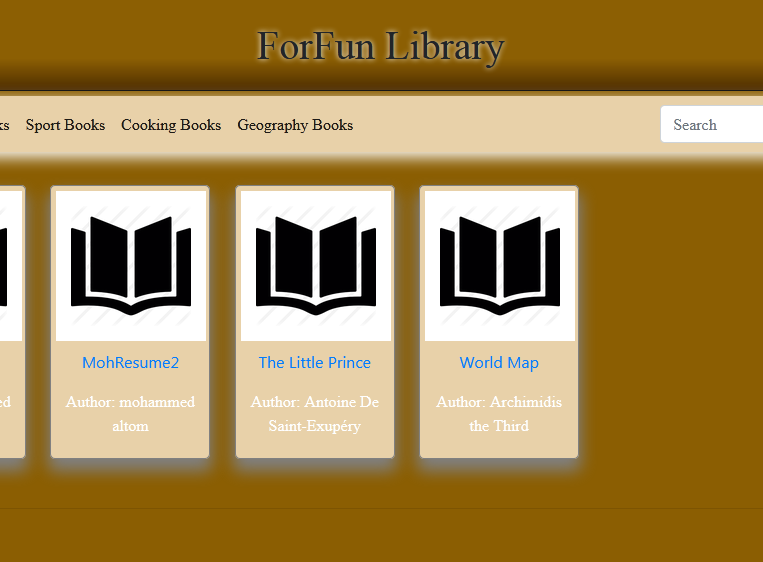 ForFun Library
ks Sport Books Cooking Books Geography Books Search
MohResume2 The Little Prince World Map
ed Author: mohammed altom
Author: Antoine De Saint-Exupéry
Author: Archimidis the Third